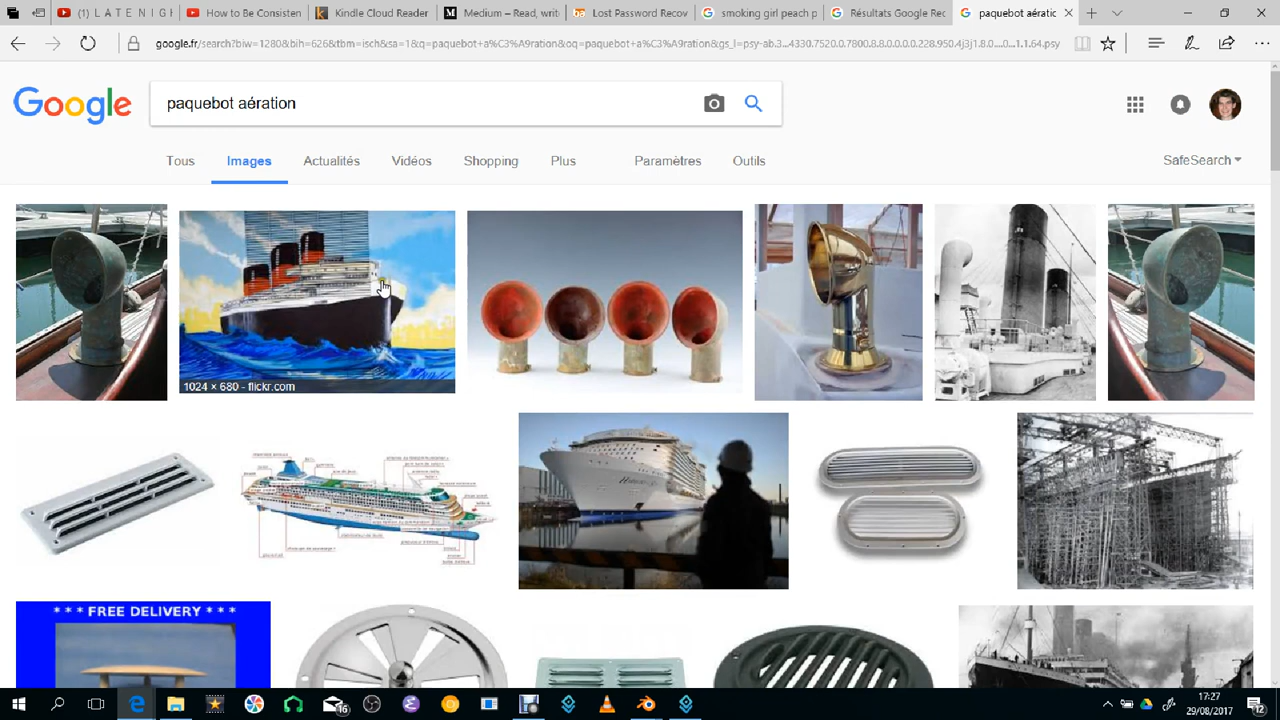 (1) L A T E N I G H
How to Be Consisten
Kindle Cloud Reader
Medium – Read, write
Lost Password Recov
smoking girl peach p
Résultats Google Rec
paquebot aératio
google.fr/search?biw=1280&bih=626&tbm=isch&sa=1&q=paquebot+a%C3%A9ration&oq=paquebot+a%C3%A9ration&gs_l=psy-ab.3...4330.7520.0.7800.8.8.0.0.0.0.228.950.4j3j1.8.0....0...1.1.64.psy
Google
paquebot aération
Tous
Images
Actualités
Vidéos
Shopping
Plus
Paramètres
Outils
SafeSearch
1024 × 680 - flickr.com
*** FREE DELIVERY ***
17:27
29/08/2017